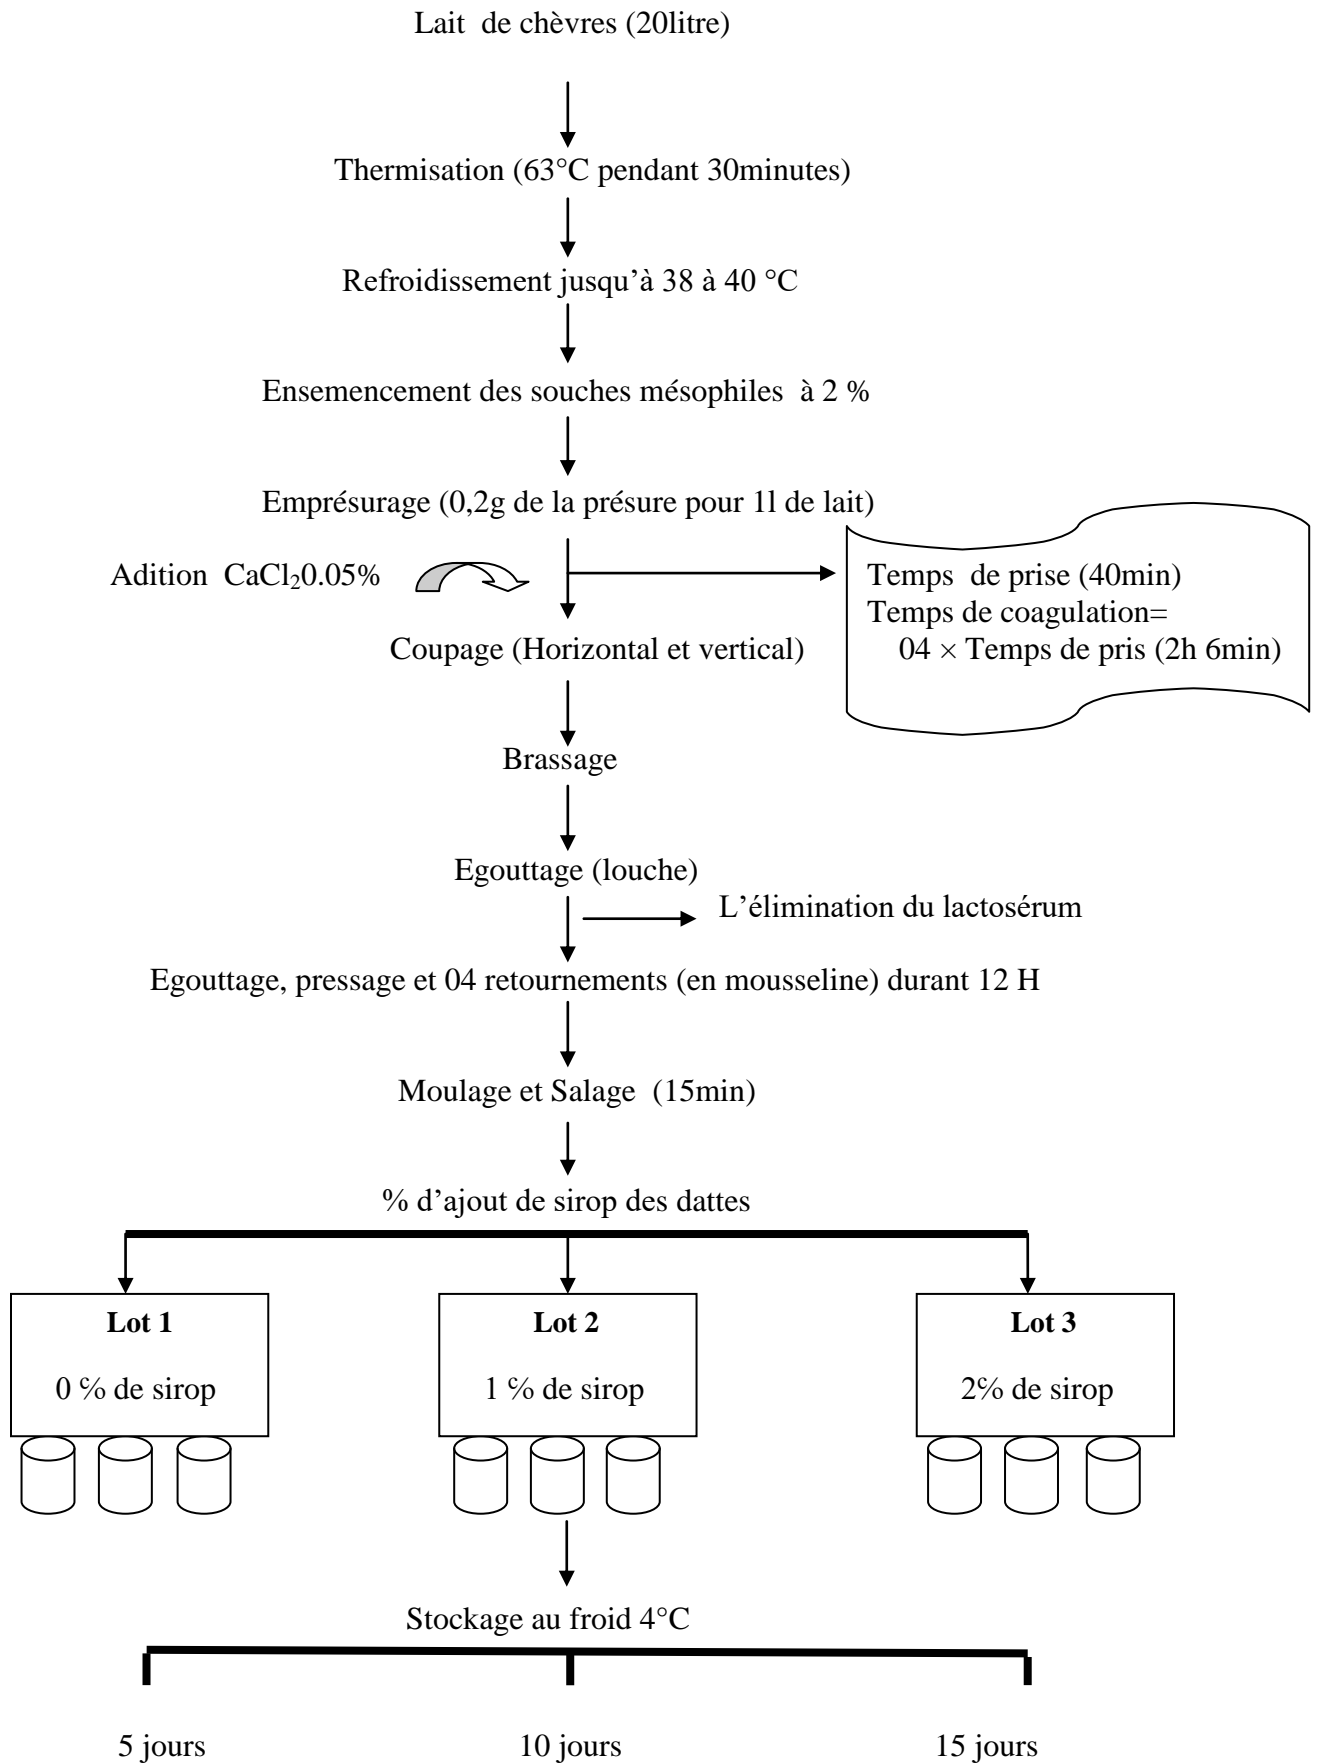 Lait de chèvres (20litre)
Thermisation (63°C pendant 30minutes)
Refroidissement jusqu’à 38 à 40 °C
Ensemencement des souches mésophiles à 2 %
Emprésurage (0,2g de la présure pour 1l de lait)
Adition CaCl₂0.05%
Temps de prise (40min)
Temps de coagulation=
04 × Temps de pris (2h 6min)
Coupage (Horizontal et vertical)
Brassage
Egouttage (louche)
L’élimination du lactosérum
Egouttage, pressage et 04 retournements (en mousseline) durant 12 H
Moulage et Salage (15min)
% d’ajout de sirop des dattes
Lot 1
0 ℅ de sirop
Lot 2
1 ℅ de sirop
Lot 3
2℅ de sirop
Stockage au froid 4°C
5 jours
10 jours
15 jours